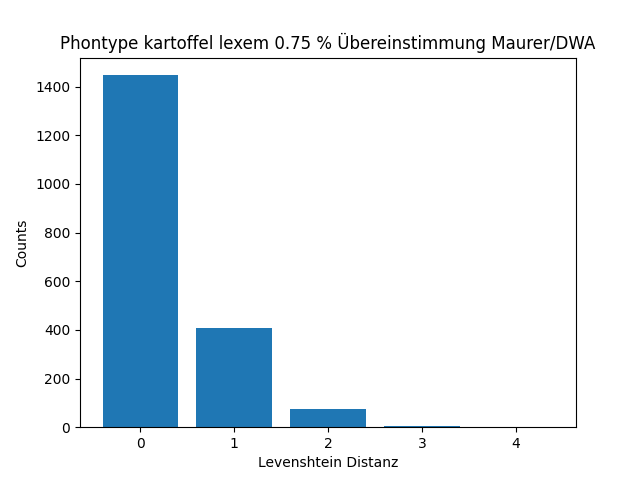 Phontype kartoffel lexem 0.75 % Übereinstimmung Maurer/DWA
1400
1200
1000
800
600
400
200
0
Counts
0 1 2 3 4
Levenshtein Distanz